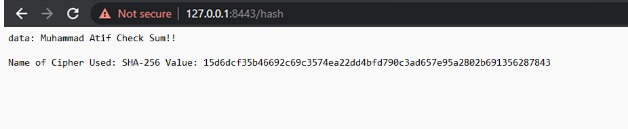 Not secure | 127.0.0.1:8443/hash
data: Muhammad Atif Check Sum!!
Name of Cipher Used: SHA-256 Value: 15d6dcf35b46692c69c3574ea22dd4bfd790c3ad657e95a2802b691356287843